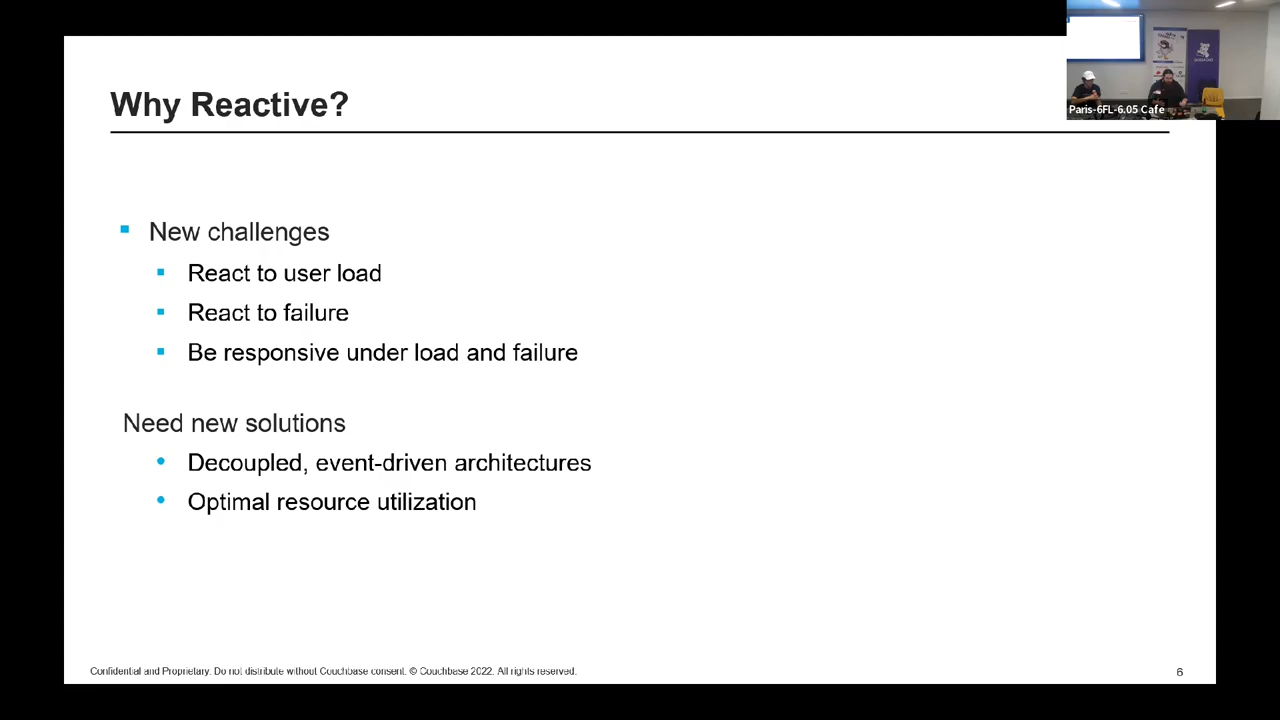 Why Reactive?
Paris-6FL-6.05 Cafe
New challenges
React to user load
React to failure
Be responsive under load and failure
Need new solutions
Decoupled, event-driven architectures
Optimal resource utilization
Confidential and Proprietary. Do not distribute without Couchbase consent. © Couchbase 2022. All rights reserved.
6